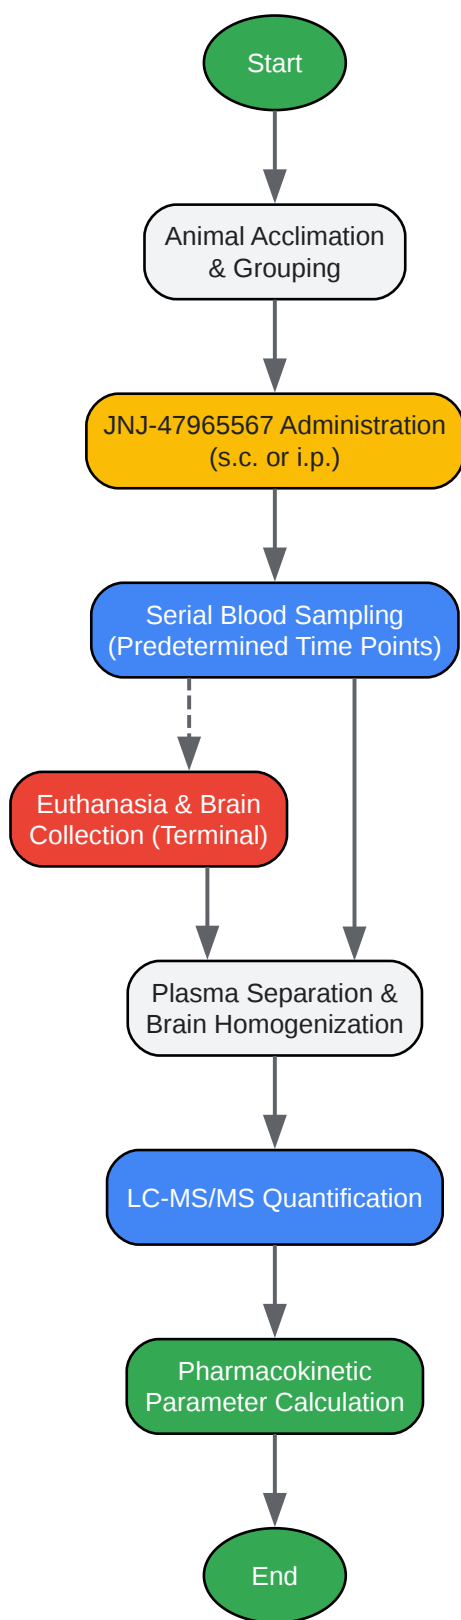 Start
Animal Acclimation
& Grouping
JNJ-47965567 Administration
(s.c. or i.p.)
Serial Blood Sampling
(Predetermined Time Points)
Euthanasia & Brain
Collection (Terminal)
Plasma Separation &
Brain Homogenization
LC-MS/MS Quantification
Pharmacokinetic
Parameter Calculation
End